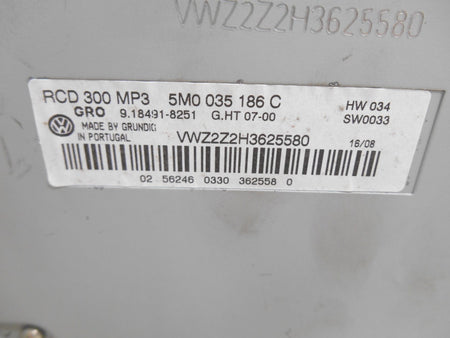 VWZ2Z2H3625580
RCD 300 MP3 5M0 035 186 C HW 034
GRO 9.18491-8251 G.HT 07-00 SW0033
MADE BY GRUNDIG
IN PORTUGAL VWZ2Z2H3625580 16/08
02 56246 0330 362558 0